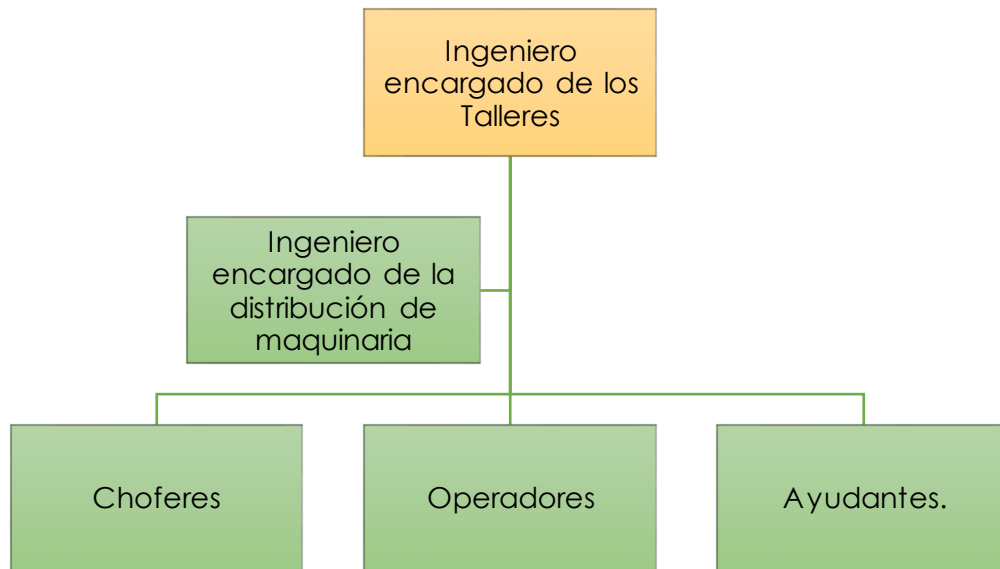 Ingeniero
encargado de los
Talleres
Ingeniero
encargado de la
distribución de
maquinaria
Choferes
Operadores
Ayudantes.